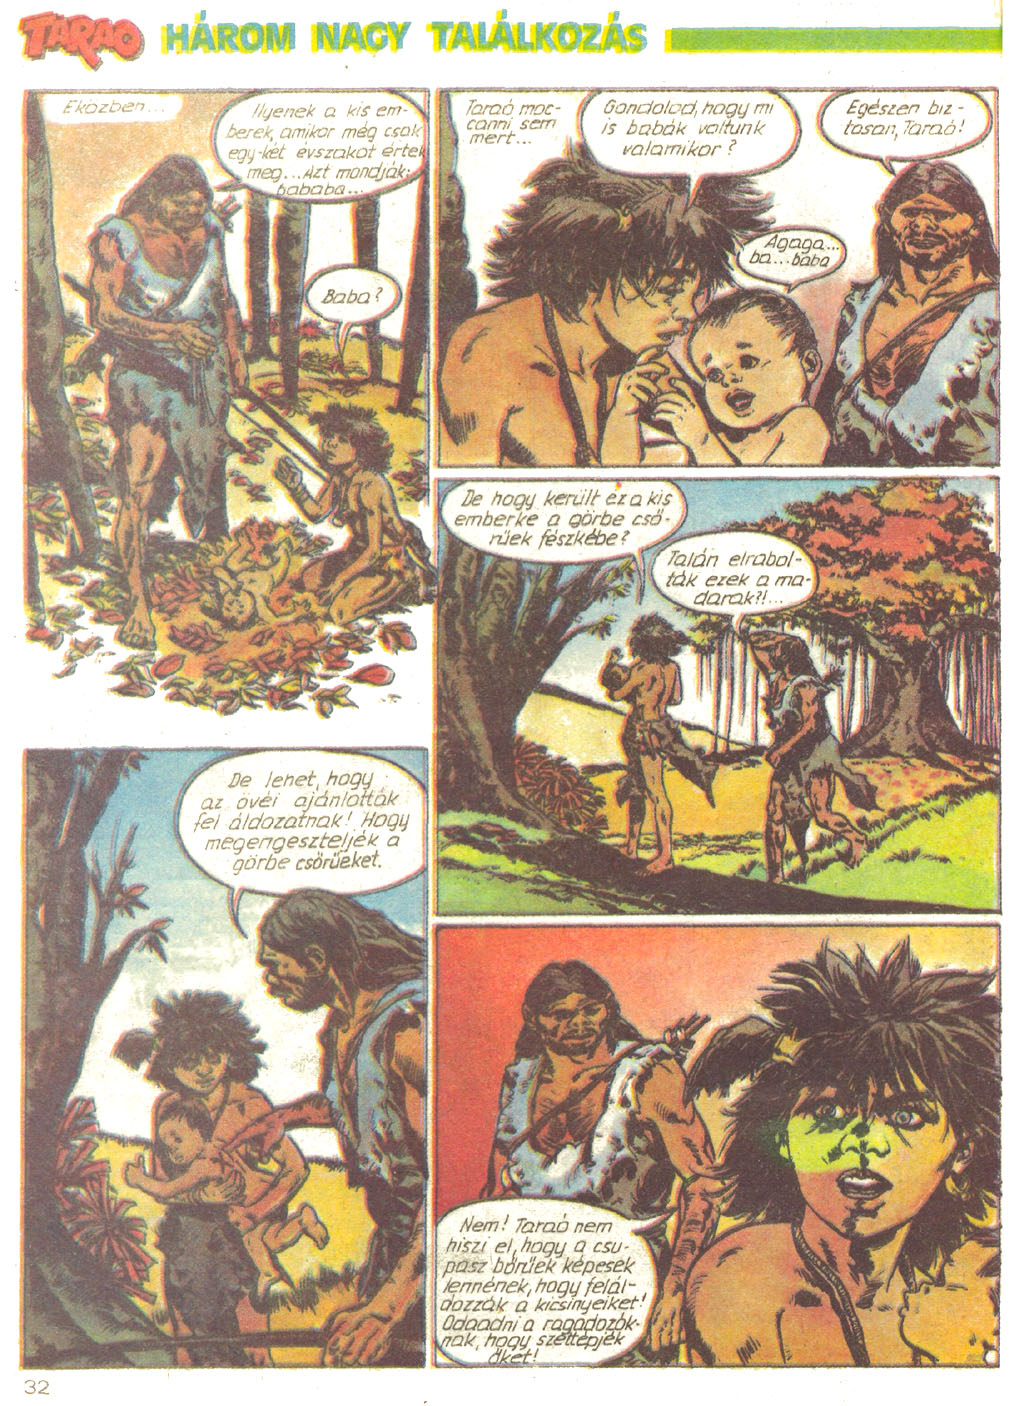 TARAO HÁROM NAGY TALÁLKOZÁS
Eközben...
Ilyenek a kis em-
berek, amikor még csak
egy-két évszakot értek
meg... Azt mondják:
bababa...
Baba?
Taraó moc-
canni sem
mert...
Gondolod, hogy mi
is babák voltunk
valamikor?
Agaga...
ba...baba
Egészen biz-
tosan, Taraó!
De hogy került ez a kis
emberke a görbe cső-
rűek fészkébe?
Talán elrabol-
ták ezek a ma-
darak?!...
De lehet, hogy
az övéi ajánlották
fel áldozatnak! Hogy
megengeszteljék a
görbe csőrűeket.
Nem! Taraó nem
hiszi el, hogy a csu-
pasz bőrűek képesek
lennének, hogy felál-
dozzák a kicsinyeiket!
Odaadni a ragadozók-
nak, hogy széttépjék
őket!
32